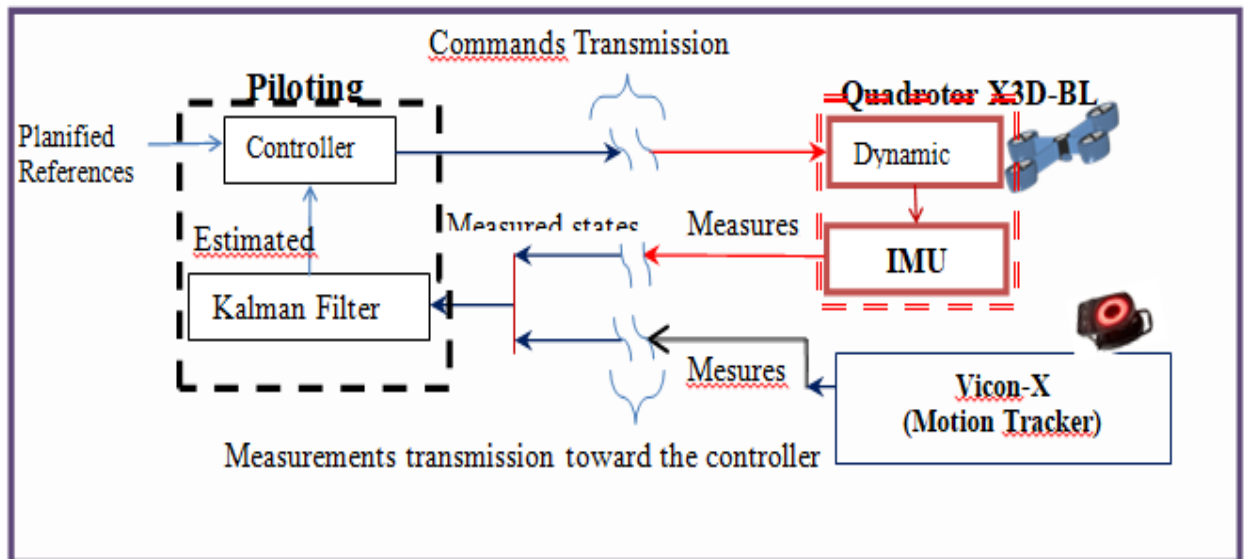 Commands Transmission
Piloting
Quadrotor X3D-BL
Planified
References
Controller
Dynamic
Measured states
Measures
Estimated
IMU
Kalman Filter
Mesures
Vicon-X
(Motion Tracker)
Measurements transmission toward the controller